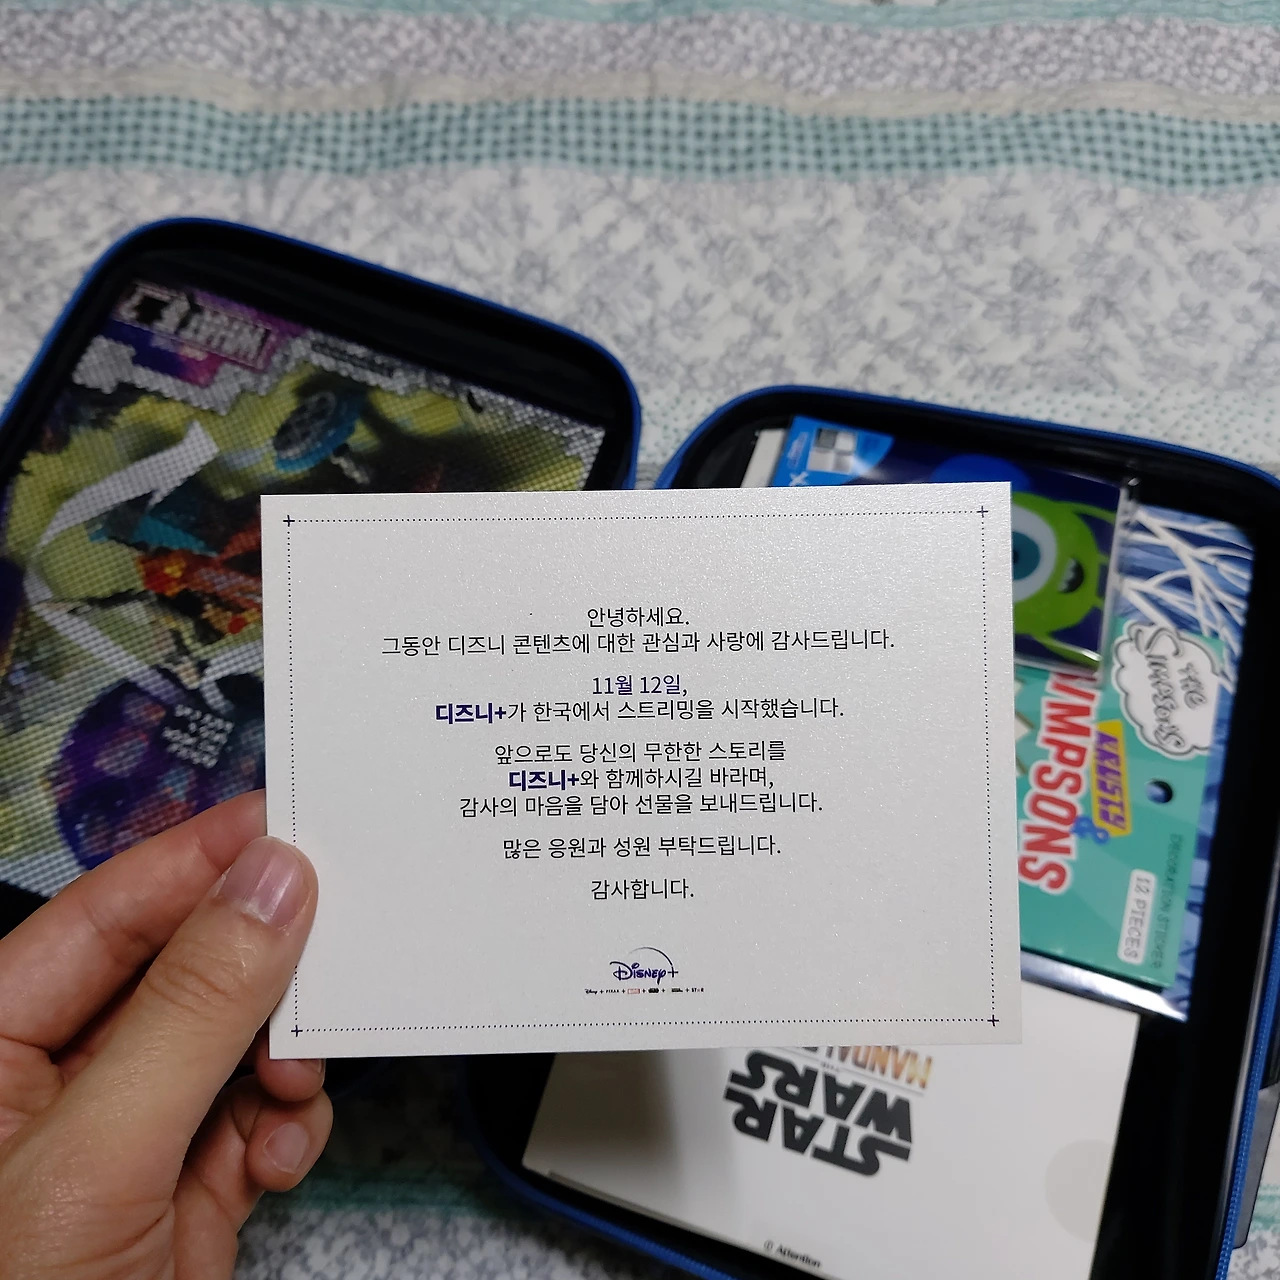 안녕하세요.
그동안 디즈니 콘텐츠에 대한 관심과 사랑에 감사드립니다.
11월 12일,
디즈니+가 한국에서 스트리밍을 시작했습니다.
앞으로도 당신의 무한한 스토리를
디즈니+와 함께하시길 바라며,
감사의 마음을 담아 선물을 보내드립니다.
많은 응원과 성원 부탁드립니다.
감사합니다.
Disney+
THE
SIMPSONS
KRUSTY
DECORATION STICKER
12 PIECES
STAR
WARS
THE
① Attention